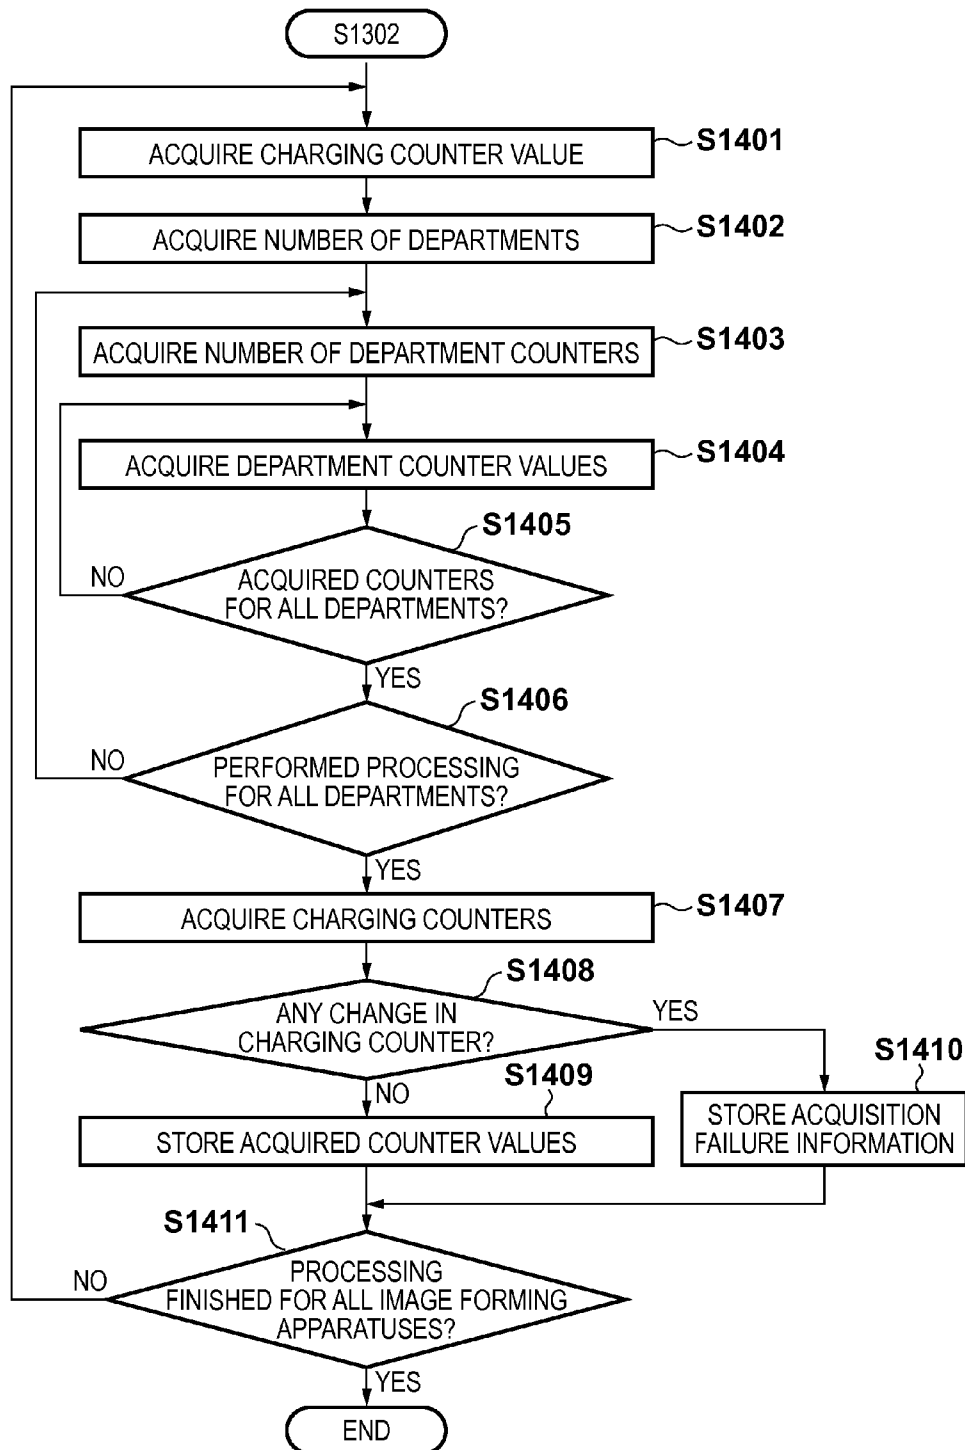 S1302
ACQUIRE CHARGING COUNTER VALUE
S1401
ACQUIRE NUMBER OF DEPARTMENTS
S1402
ACQUIRE NUMBER OF DEPARTMENT COUNTERS
S1403
ACQUIRE DEPARTMENT COUNTER VALUES
S1404
S1405
NO
ACQUIRED COUNTERS
FOR ALL DEPARTMENTS?
YES
S1406
NO
PERFORMED PROCESSING
FOR ALL DEPARTMENTS?
YES
ACQUIRE CHARGING COUNTERS
S1407
S1408
ANY CHANGE IN
CHARGING COUNTER?
YES
NO
S1409
S1410
STORE ACQUIRED COUNTER VALUES
STORE ACQUISITION
FAILURE INFORMATION
S1411
NO
PROCESSING
FINISHED FOR ALL IMAGE FORMING
APPARATUSES?
YES
END